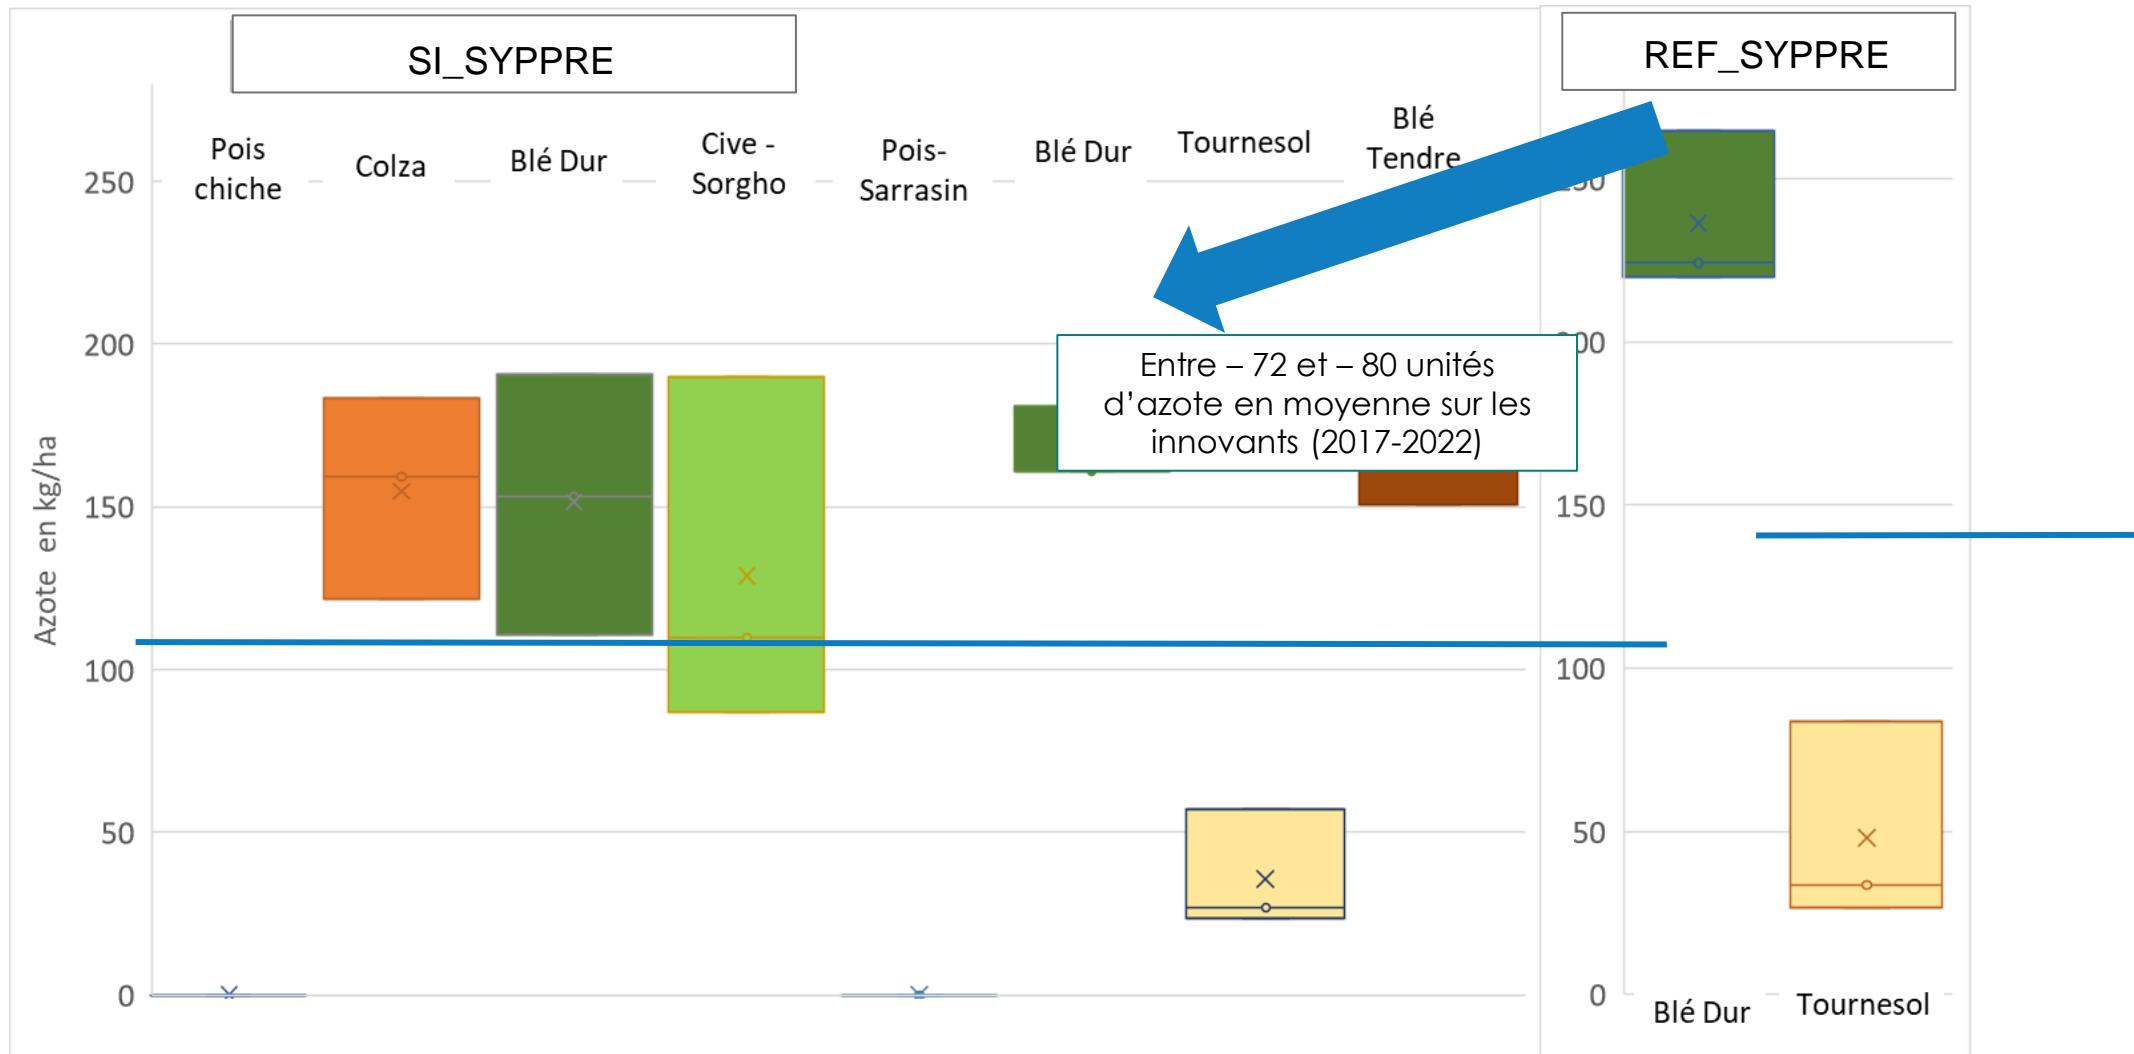 SI_SYPPRE
REF_SYPPRE
Pois
chiche
Colza
Blé Dur
Cive -
Sorgho
Pois-
Sarrasin
Blé Dur
Tournesol
Blé
Tendre
Azote en kg/ha
250
200
150
100
50
0
Entre – 72 et – 80 unités
d’azote en moyenne sur les
innovants (2017-2022)
150
100
50
0
Blé Dur
Tournesol